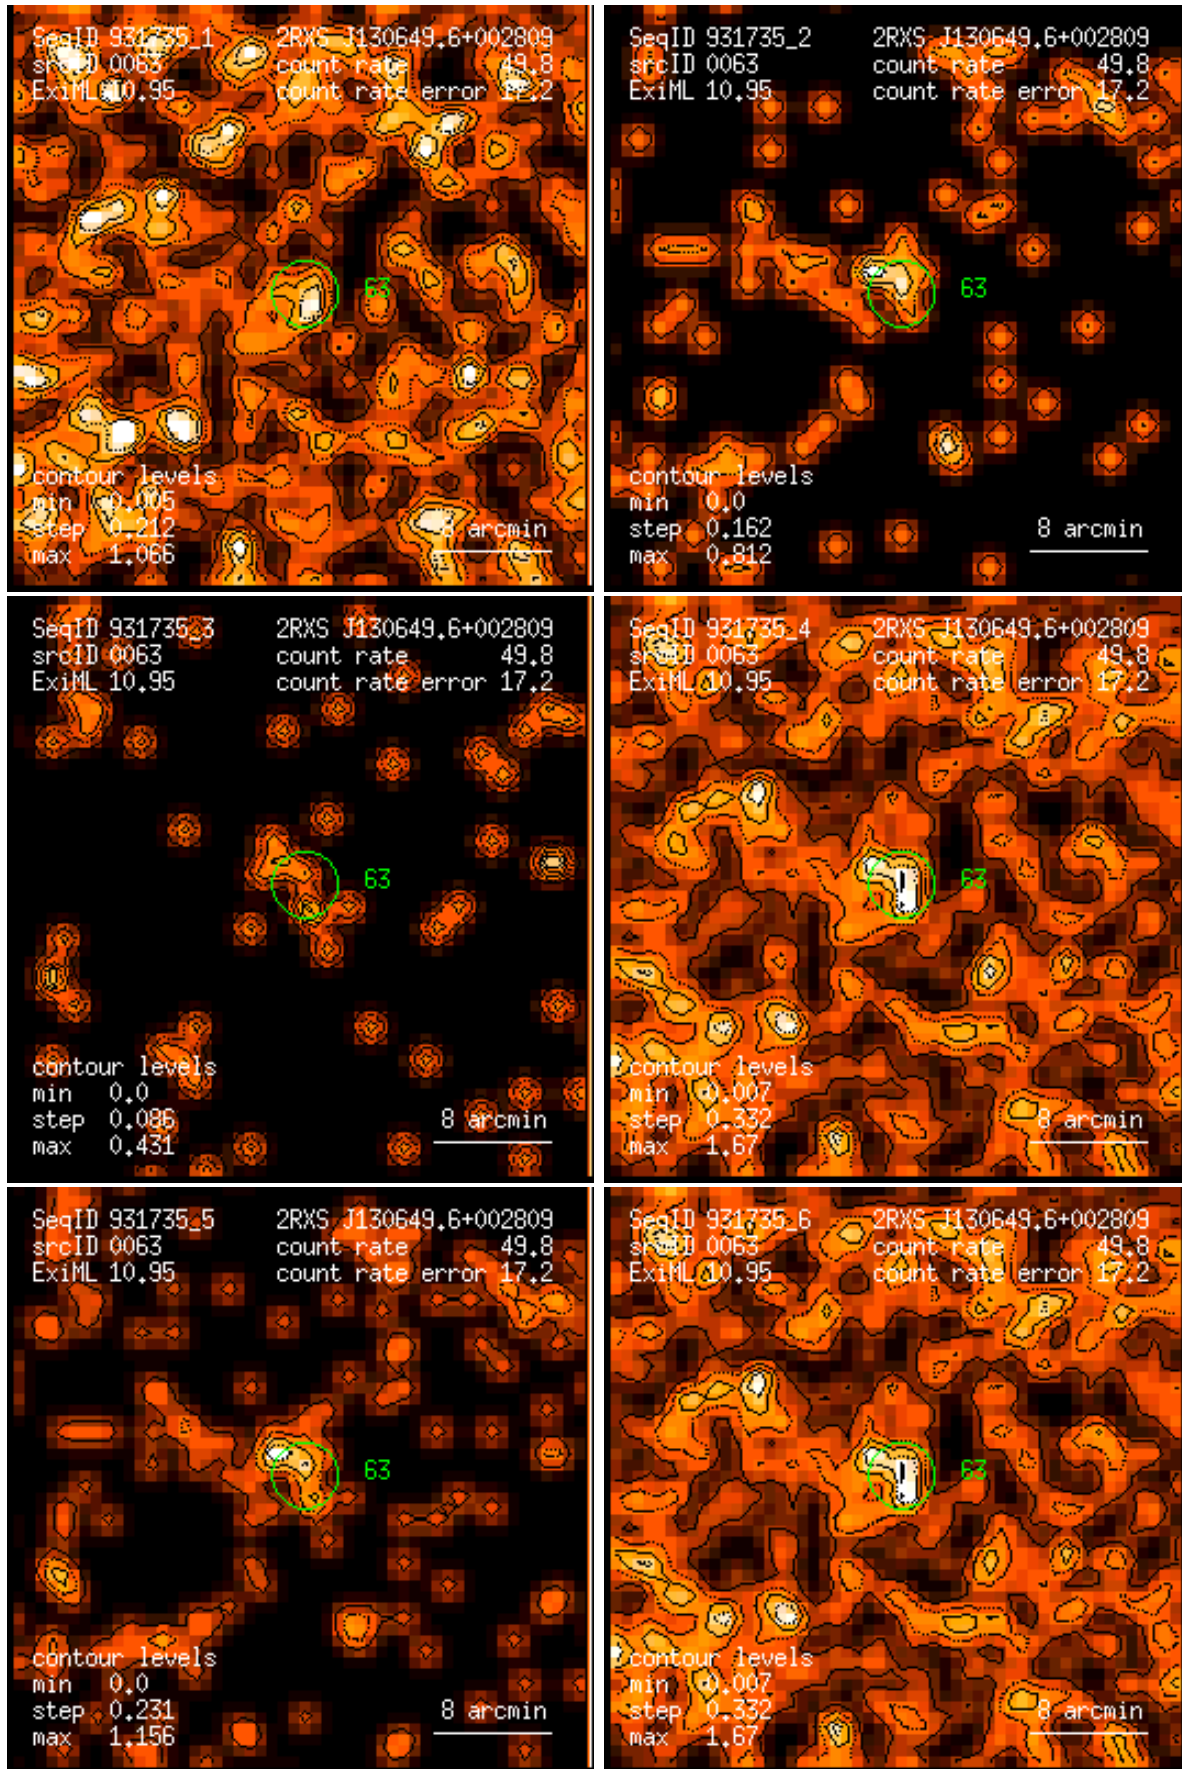 SeqID 931735_1 2RXS J130649.6+002809
srcID 0063 count rate 49.8
ExiML 10.95 count rate error 17.2
63
contour levels
min 0.005
step 0.212 8 arcmin
max 1.066
SeqID 931735_2 2RXS J130649.6+002809
srcID 0063 count rate 49.8
ExiML 10.95 count rate error 17.2
63
contour levels
min 0.0
step 0.162 8 arcmin
max 0.812
SeqID 931735_3 2RXS J130649.6+002809
srcID 0063 count rate 49.8
ExiML 10.95 count rate error 17.2
63
contour levels
min 0.0
step 0.086 8 arcmin
max 0.431
SeqID 931735_4 2RXS J130649.6+002809
srcID 0063 count rate 49.8
ExiML 10.95 count rate error 17.2
63
contour levels
min 0.007
step 0.332 8 arcmin
max 1.67
SeqID 931735_5 2RXS J130649.6+002809
srcID 0063 count rate 49.8
ExiML 10.95 count rate error 17.2
63
contour levels
min 0.0
step 0.231 8 arcmin
max 1.156
SeqID 931735_6 2RXS J130649.6+002809
srcID 0063 count rate 49.8
ExiML 10.95 count rate error 17.2
63
contour levels
min 0.007
step 0.332 8 arcmin
max 1.67